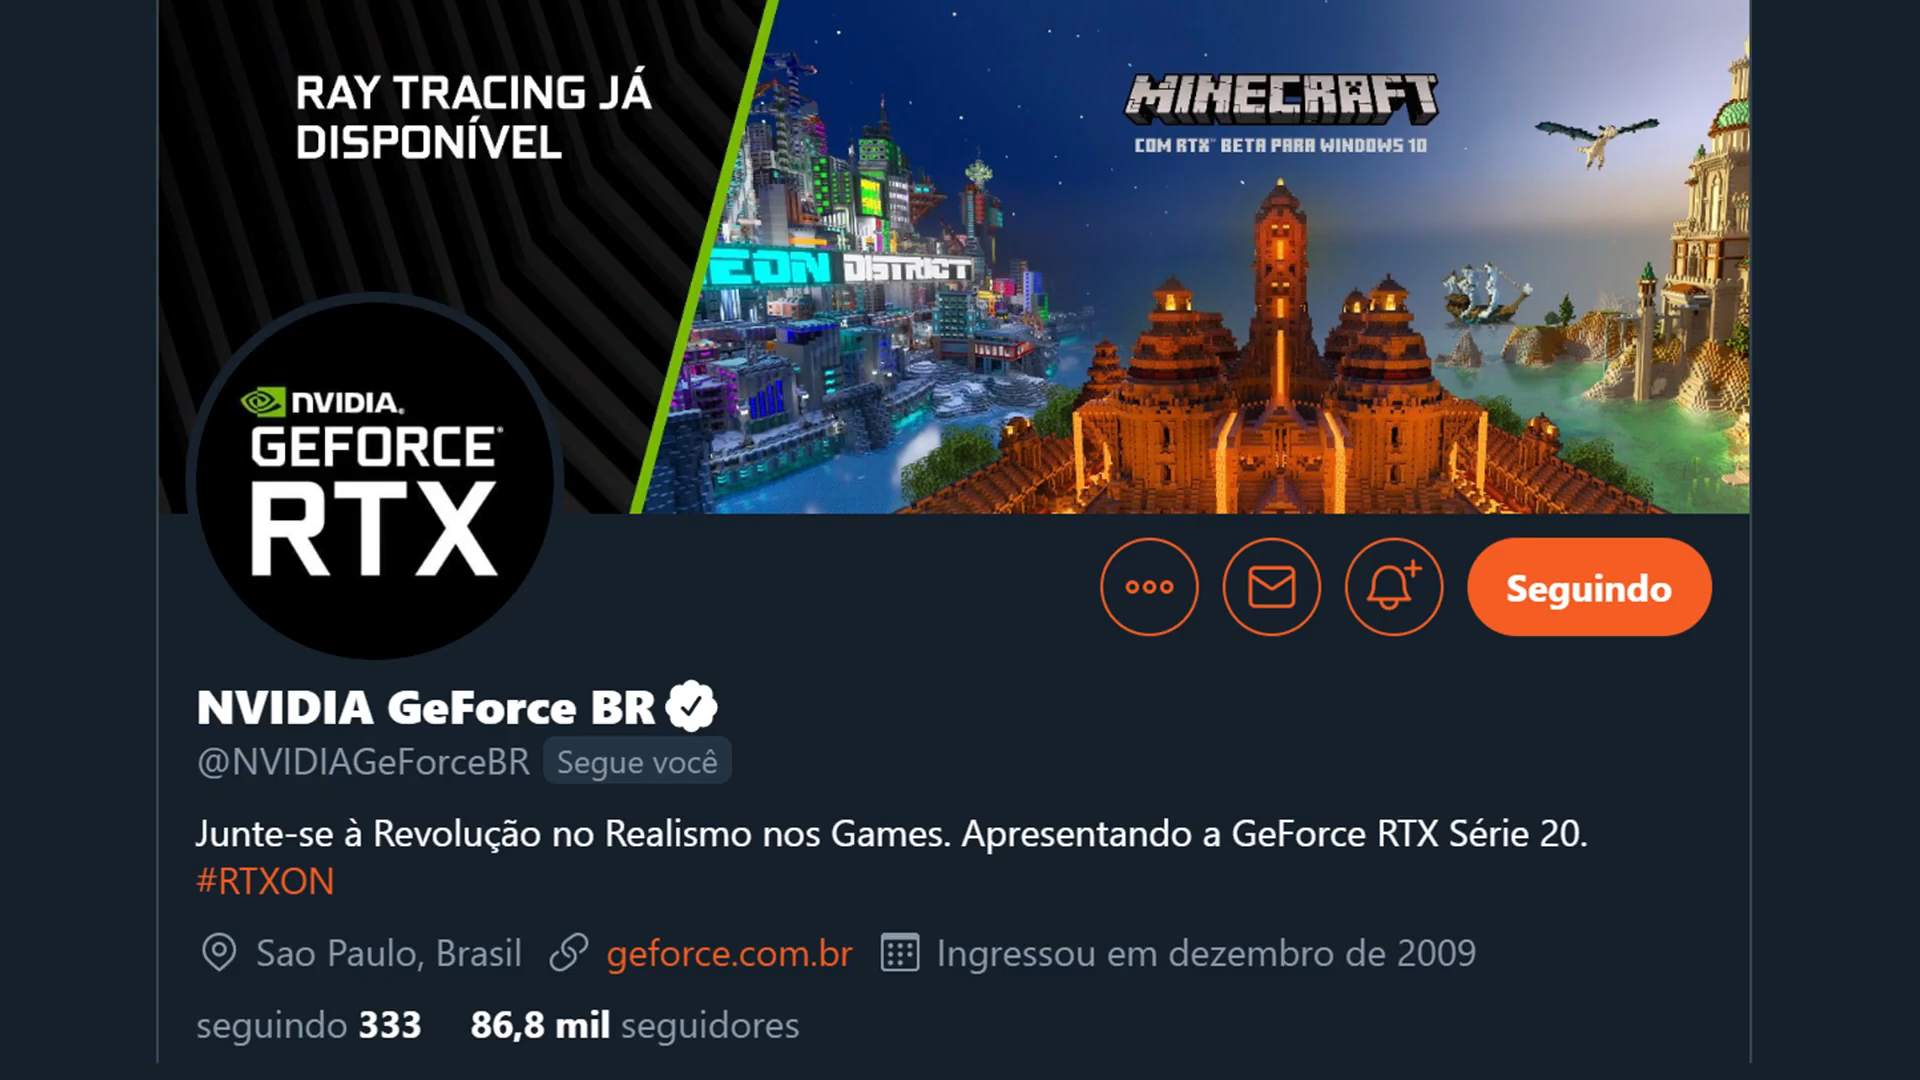 RAY TRACING JÁ
DISPONÍVEL
MINECRAFT
COM RTX™ BETA PARA WINDOWS 10
EON DISTRICT
NVIDIA.
GEFORCE®
RTX
Seguindo
NVIDIA GeForce BR
@NVIDIAGeForceBR Segue você
Junte-se à Revolução no Realismo nos Games. Apresentando a GeForce RTX Série 20.
#RTXON
Sao Paulo, Brasil geforce.com.br Ingressou em dezembro de 2009
seguindo 333 86,8 mil seguidores